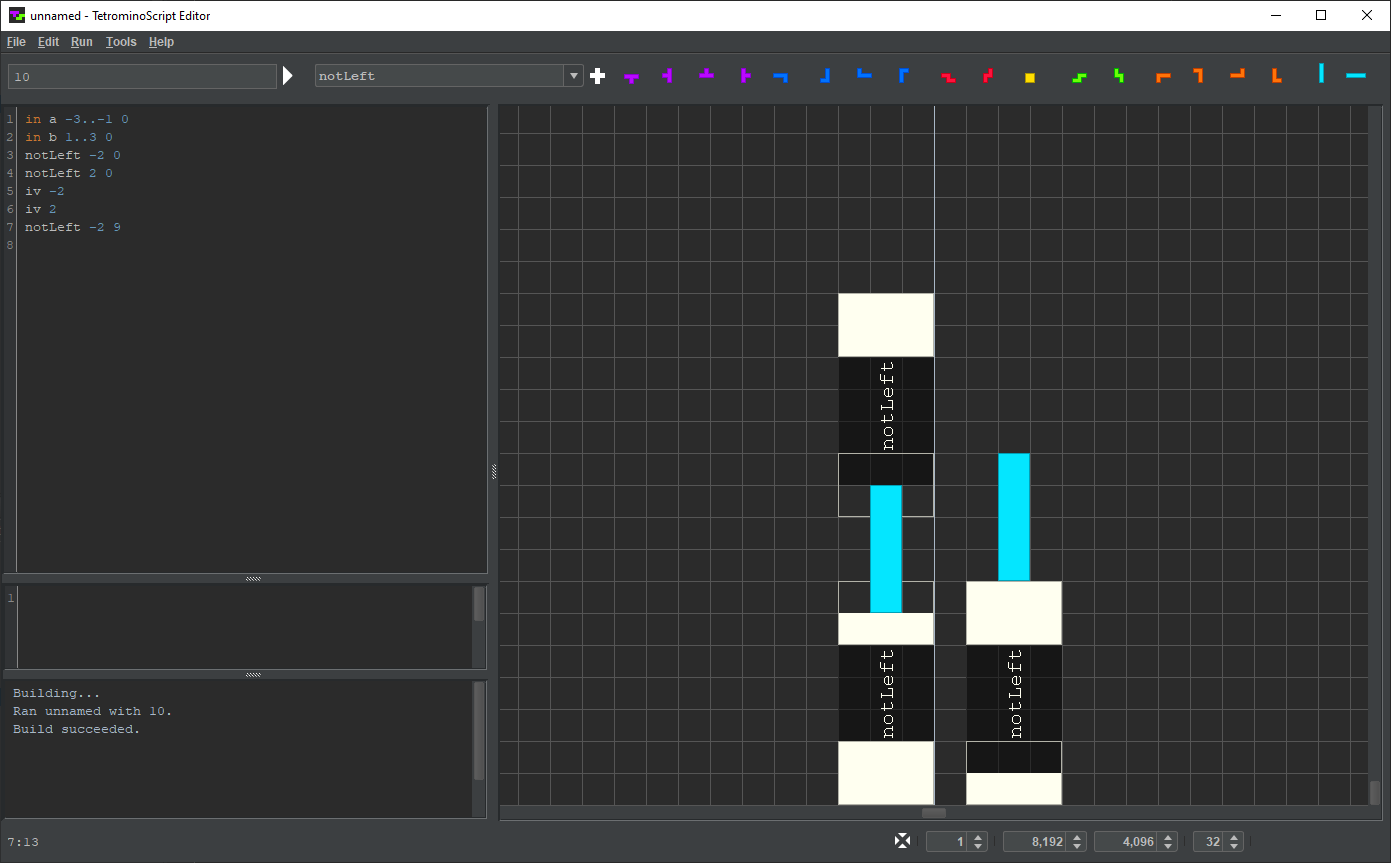 unnamed - TetrominoScript Editor
File Edit Run Tools Help
10 notLeft
1 in a -3..-1 0
2 in b 1..3 0
3 notLeft -2 0
4 notLeft 2 0
5 iv -2
6 iv 2
7 notLeft -2 9
8
notLeft
notLeft
notLeft
1
Building...
Ran unnamed with 10.
Build succeeded.
7:13 1 8,192 4,096 32